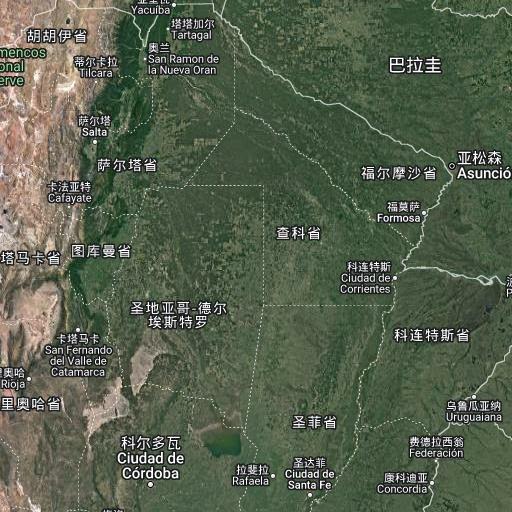 Yacuiba
塔塔加尔
Tartagal
胡胡伊省
奥兰
San Ramon de
la Nueva Oran
mencos
onal
erve
蒂尔卡拉
Tilcara
巴拉圭
萨尔塔
Salta
萨尔塔省
亚松森
Asunció
福尔摩沙省
卡法亚特
Cafayate
福莫萨
Formosa
查科省
图库曼省
塔马卡省
科连特斯
Ciudad de
Corrientes
圣地亚哥-德尔
埃斯特罗
卡塔马卡
San Fernando
del Valle de
Catamarca
科连特斯省
里奥哈
Rioja
里奥哈省
乌鲁瓜亚纳
Uruguaiana
圣菲省
科尔多瓦
Ciudad de
Córdoba
费德拉西翁
Federación
拉斐拉
Rafaela
圣达菲
Ciudad de
Santa Fe
康科迪亚
Concordia